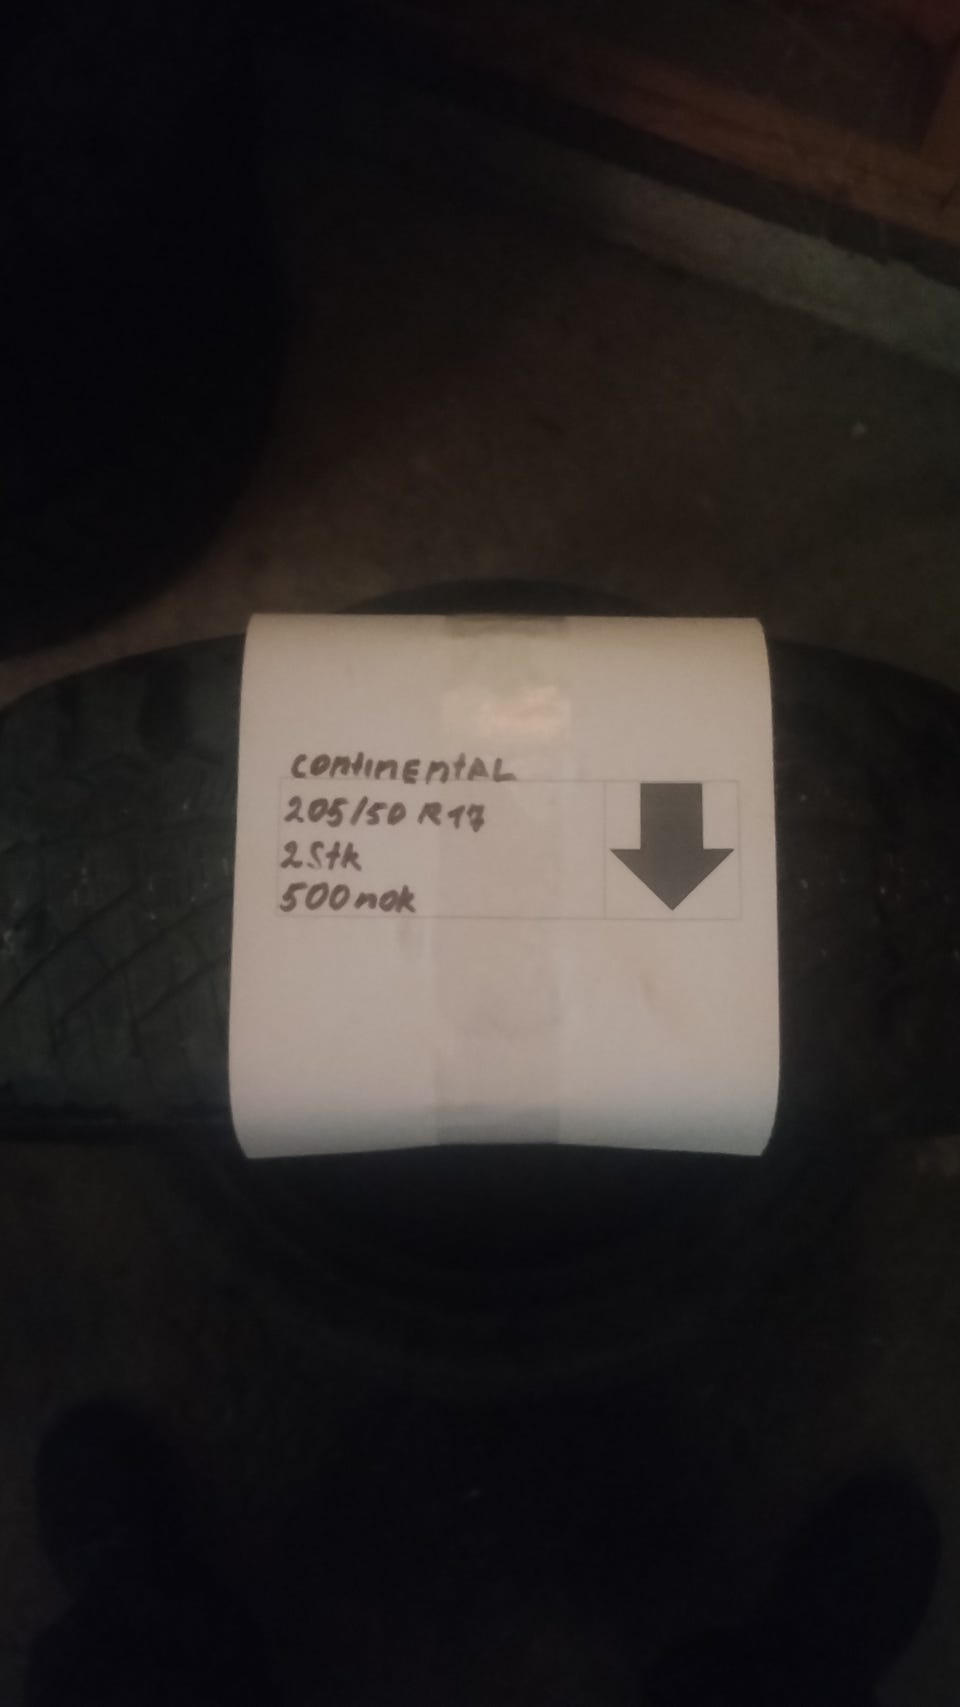 CONTINENTAL
205/50 R17
2Stk
500nok